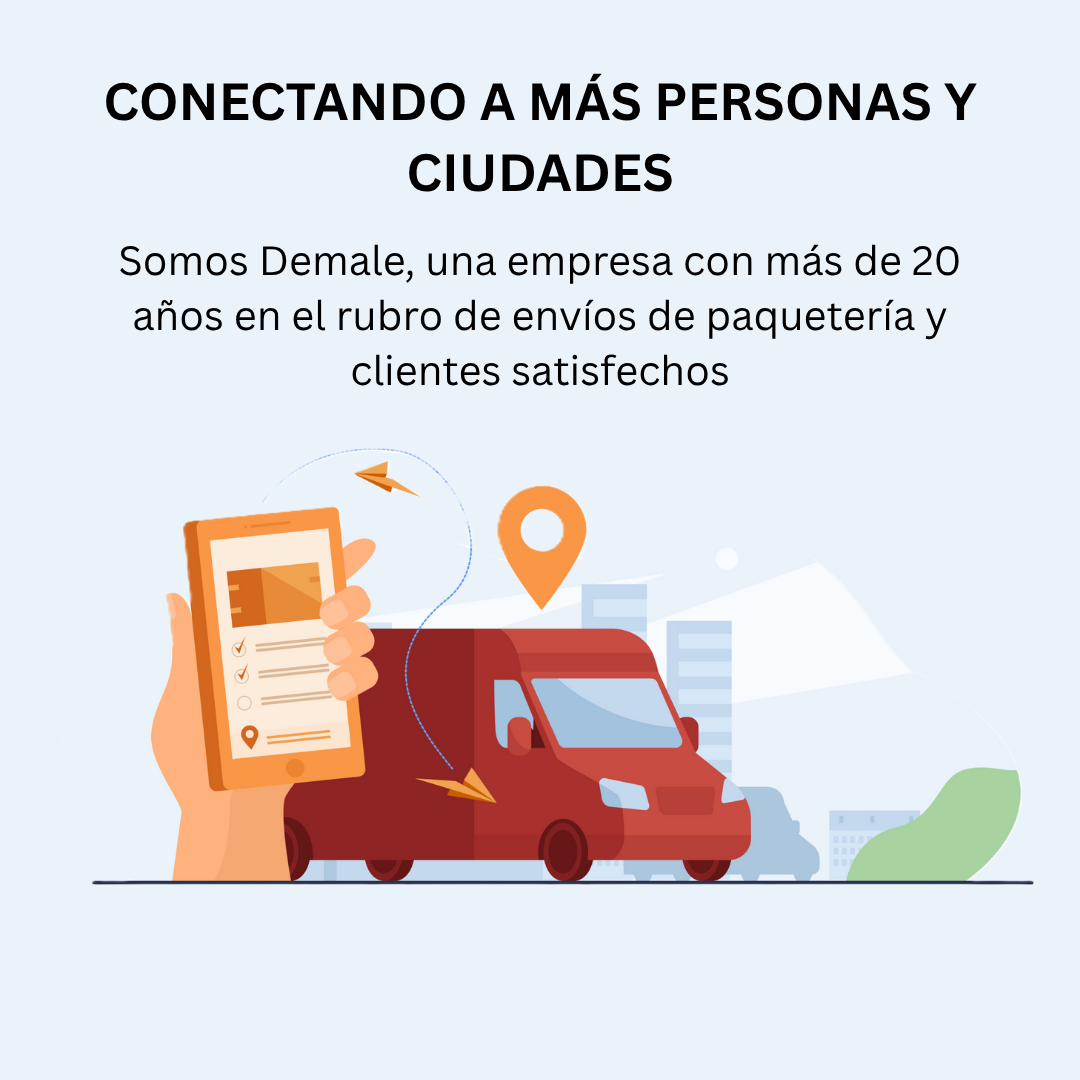 CONECTANDO A MÁS PERSONAS Y
CIUDADES
Somos Demale, una empresa con más de 20
años en el rubro de envíos de paquetería y
clientes satisfechos